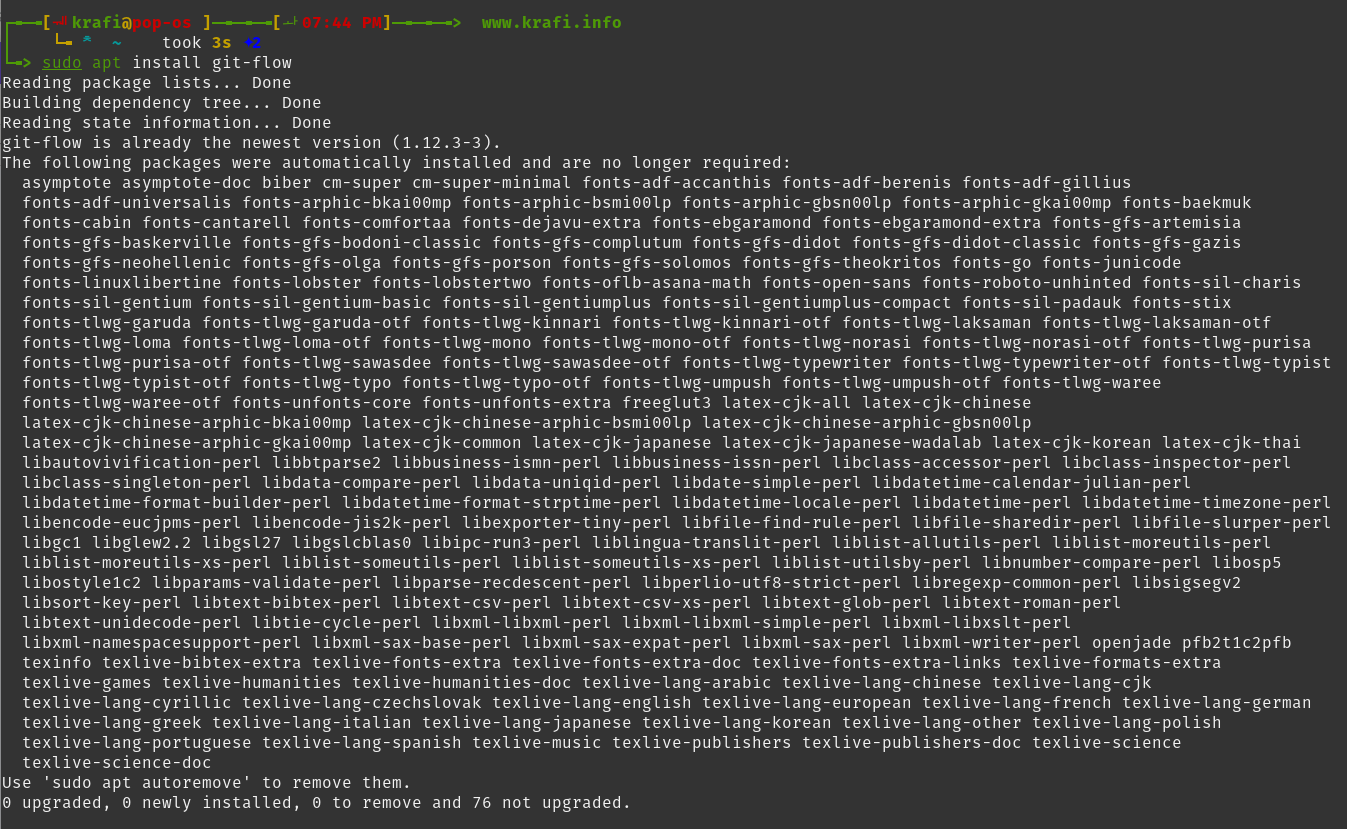 ┌──═─[─┘krafi@pop-os ]──═──═──═[─┘07:44 PM]──═──═──═> www.krafi.info
└═ ⌃ ~ took 3s +2
└═> sudo apt install git-flow
Reading package lists... Done
Building dependency tree... Done
Reading state information... Done
git-flow is already the newest version (1.12.3-3).
The following packages were automatically installed and are no longer required:
asymptote asymptote-doc biber cm-super cm-super-minimal fonts-adf-accanthis fonts-adf-berenis fonts-adf-gillius
fonts-adf-universalis fonts-arphic-bkai00mp fonts-arphic-bsmi00lp fonts-arphic-gbsn00lp fonts-arphic-gkai00mp fonts-baekmuk
fonts-cabin fonts-cantarell fonts-comfortaa fonts-dejavu-extra fonts-ebgaramond fonts-ebgaramond-extra fonts-gfs-artemisia
fonts-gfs-baskerville fonts-gfs-bodoni-classic fonts-gfs-complutum fonts-gfs-didot fonts-gfs-didot-classic fonts-gfs-gazis
fonts-gfs-neohellenic fonts-gfs-olga fonts-gfs-porson fonts-gfs-solomos fonts-gfs-theokritos fonts-go fonts-junicode
fonts-linuxlibertine fonts-lobster fonts-lobstertwo fonts-oflb-asana-math fonts-open-sans fonts-roboto-unhinted fonts-sil-charis
fonts-sil-gentium fonts-sil-gentium-basic fonts-sil-gentiumplus fonts-sil-gentiumplus-compact fonts-sil-padauk fonts-stix
fonts-tlwg-garuda fonts-tlwg-garuda-otf fonts-tlwg-kinnari fonts-tlwg-kinnari-otf fonts-tlwg-laksaman fonts-tlwg-laksaman-otf
fonts-tlwg-loma fonts-tlwg-loma-otf fonts-tlwg-mono fonts-tlwg-mono-otf fonts-tlwg-norasi fonts-tlwg-norasi-otf fonts-tlwg-purisa
fonts-tlwg-purisa-otf fonts-tlwg-sawasdee fonts-tlwg-sawasdee-otf fonts-tlwg-typewriter fonts-tlwg-typewriter-otf fonts-tlwg-typist
fonts-tlwg-typist-otf fonts-tlwg-typo fonts-tlwg-typo-otf fonts-tlwg-umpush fonts-tlwg-umpush-otf fonts-tlwg-waree
fonts-tlwg-waree-otf fonts-unfonts-core fonts-unfonts-extra freeglut3 latex-cjk-all latex-cjk-chinese
latex-cjk-chinese-arphic-bkai00mp latex-cjk-chinese-arphic-bsmi00lp latex-cjk-chinese-arphic-gbsn00lp
latex-cjk-chinese-arphic-gkai00mp latex-cjk-common latex-cjk-japanese latex-cjk-japanese-wadalab latex-cjk-korean latex-cjk-thai
libautovivification-perl libbtparse2 libbusiness-ismn-perl libbusiness-issn-perl libclass-accessor-perl libclass-inspector-perl
libclass-singleton-perl libdata-compare-perl libdata-uniqid-perl libdate-simple-perl libdatetime-calendar-julian-perl
libdatetime-format-builder-perl libdatetime-format-strptime-perl libdatetime-locale-perl libdatetime-perl libdatetime-timezone-perl
libencode-eucjpms-perl libencode-jis2k-perl libexporter-tiny-perl libfile-find-rule-perl libfile-sharedir-perl libfile-slurper-perl
libgc1 libglew2.2 libgsl27 libgslcblas0 libipc-run3-perl liblingua-translit-perl liblist-allutils-perl liblist-moreutils-perl
liblist-moreutils-xs-perl liblist-someutils-perl liblist-someutils-xs-perl liblist-utilsby-perl libnumber-compare-perl libosp5
libostyle1c2 libparams-validate-perl libparse-recdescent-perl libperlio-utf8-strict-perl libregexp-common-perl libsigsegv2
libsort-key-perl libtext-bibtex-perl libtext-csv-perl libtext-csv-xs-perl libtext-glob-perl libtext-roman-perl
libtext-unidecode-perl libtie-cycle-perl libxml-libxml-perl libxml-libxml-simple-perl libxml-libxslt-perl
libxml-namespacesupport-perl libxml-sax-base-perl libxml-sax-expat-perl libxml-sax-perl libxml-writer-perl openjade pfb2t1c2pfb
texinfo texlive-bibtex-extra texlive-fonts-extra texlive-fonts-extra-doc texlive-fonts-extra-links texlive-formats-extra
texlive-games texlive-humanities texlive-humanities-doc texlive-lang-arabic texlive-lang-chinese texlive-lang-cjk
texlive-lang-cyrillic texlive-lang-czechslovak texlive-lang-english texlive-lang-european texlive-lang-french texlive-lang-german
texlive-lang-greek texlive-lang-italian texlive-lang-japanese texlive-lang-korean texlive-lang-other texlive-lang-polish
texlive-lang-portuguese texlive-lang-spanish texlive-music texlive-publishers texlive-publishers-doc texlive-science
texlive-science-doc
Use 'sudo apt autoremove' to remove them.
0 upgraded, 0 newly installed, 0 to remove and 76 not upgraded.